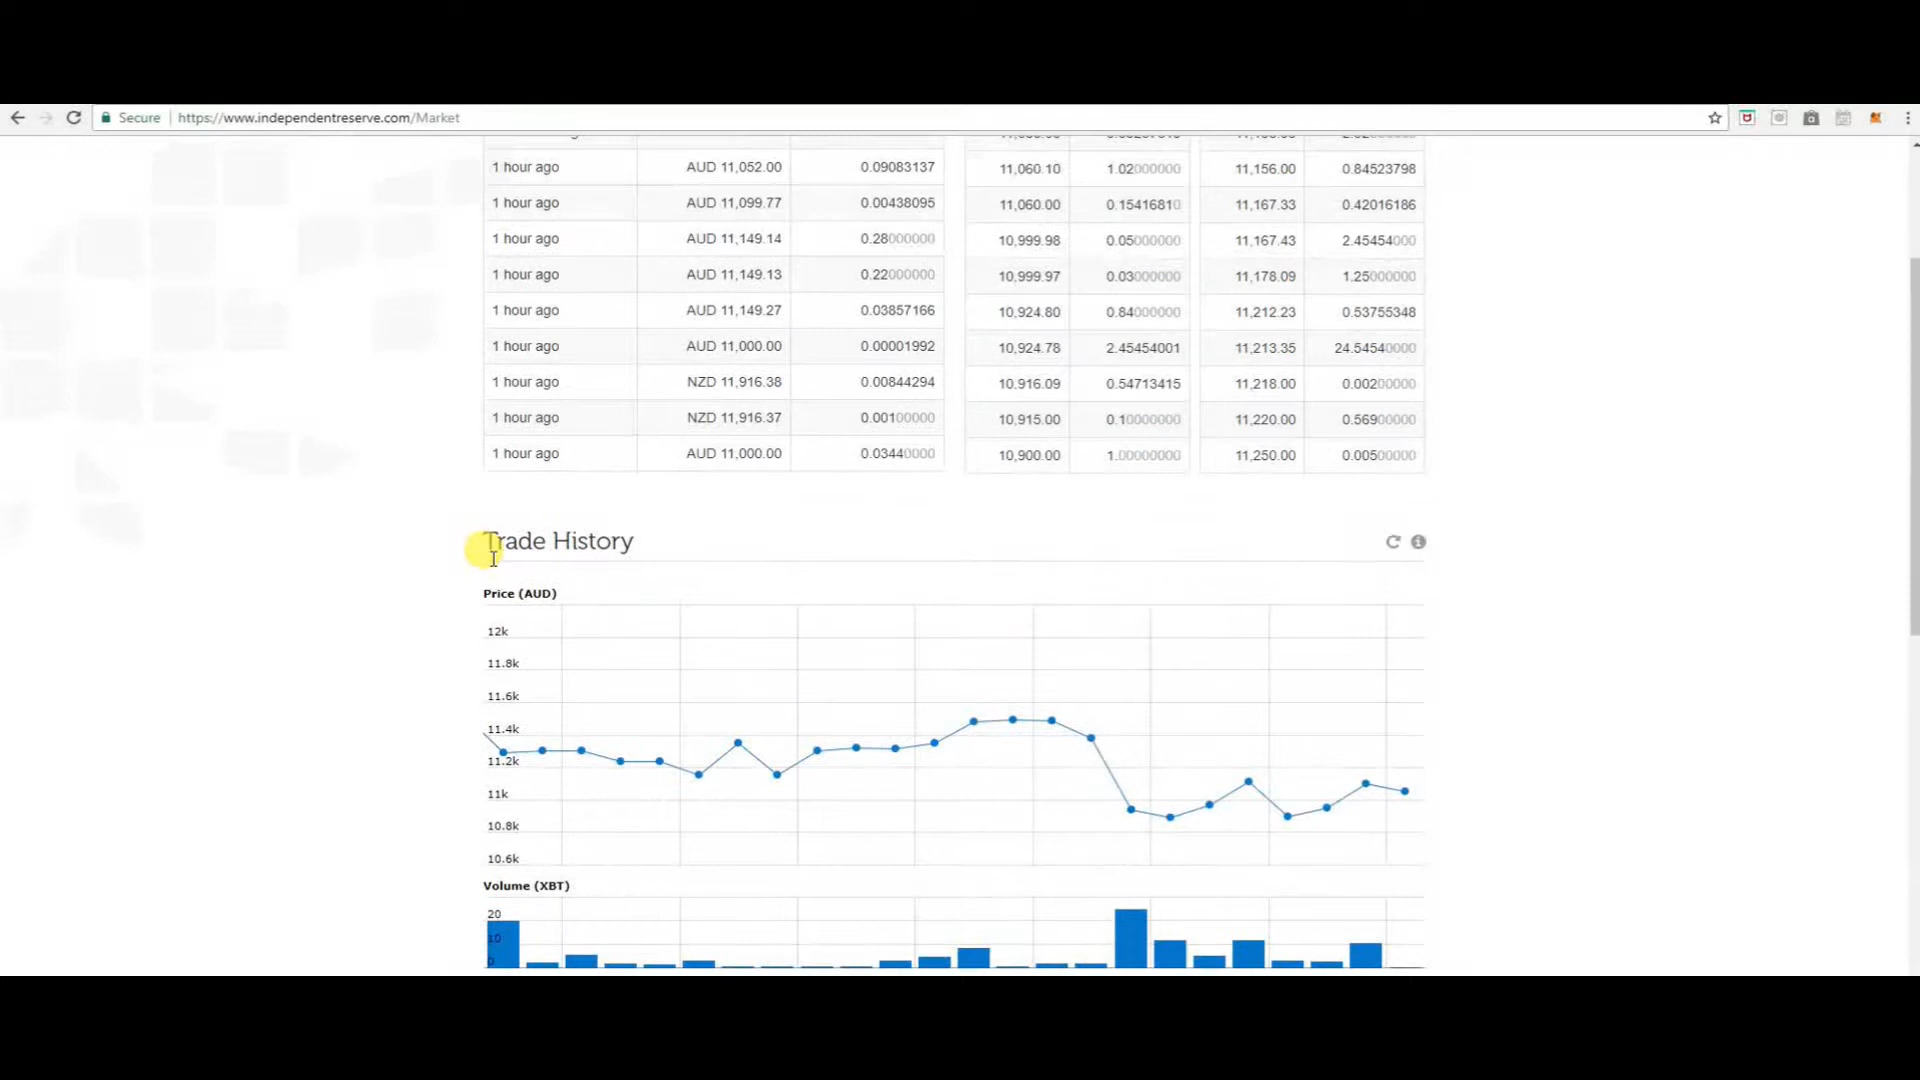 Secure https://www.independentreserve.com/Market
1 hour ago AUD 11,052.00 0.09083137 11,060.10 1.02000000 11,156.00 0.84523798
1 hour ago AUD 11,099.77 0.00438095 11,060.00 0.15416810 11,167.33 0.42016186
1 hour ago AUD 11,149.14 0.28000000 10,999.98 0.05000000 11,167.43 2.45454000
1 hour ago AUD 11,149.13 0.22000000 10,999.97 0.03000000 11,178.09 1.25000000
1 hour ago AUD 11,149.27 0.03857166 10,924.80 0.84000000 11,212.23 0.53755348
1 hour ago AUD 11,000.00 0.00001992 10,924.78 2.45454001 11,213.35 24.54540000
1 hour ago NZD 11,916.38 0.00844294 10,916.09 0.54713415 11,218.00 0.00200000
1 hour ago NZD 11,916.37 0.00100000 10,915.00 0.10000000 11,220.00 0.56900000
1 hour ago AUD 11,000.00 0.03440000 10,900.00 1.00000000 11,250.00 0.00500000
Trade History
Price (AUD)
12k
11.8k
11.6k
11.4k
11.2k
11k
10.8k
10.6k
Volume (XBT)
20
10
0